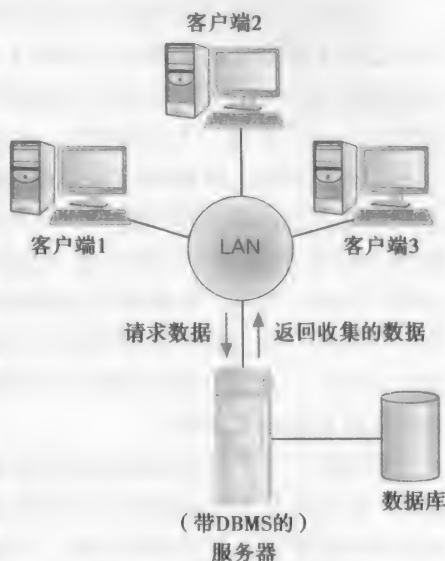 客户端2
客户端1
LAN
客户端3
请求数据
返回收集的数据
数据库
（带DBMS的）
服务器